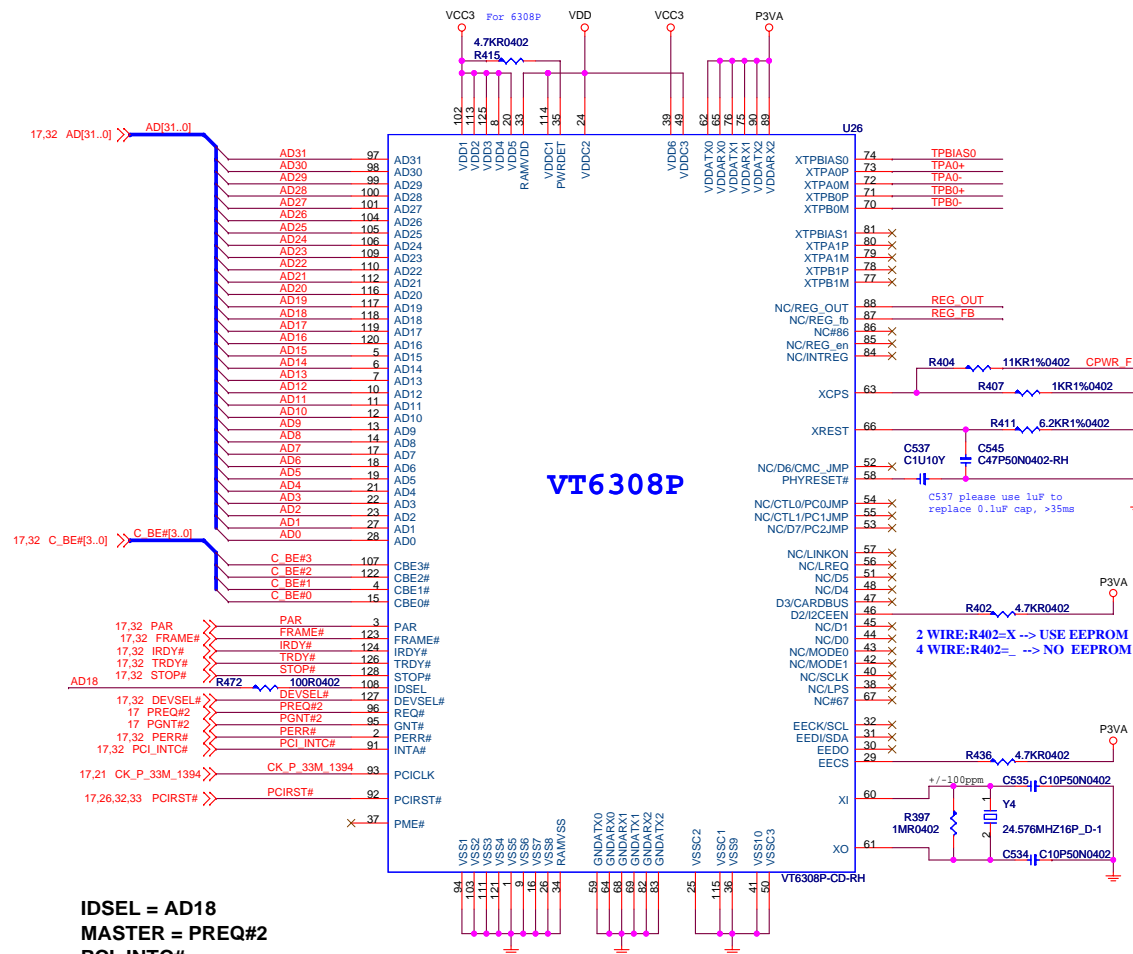 VCC3 For 6308P VDD VCC3 P3VA
4.7KR0402
R415
102 113 125 8 20 33 114 35 24 39 49 62 65 76 75 90 89
U26
VDD1 VDD2 VDD3 VDD4 VDD5 RAMVDD VDDC1 PWRDET VDDC2 VDD6 VDDC3 VDDATX0 VDDARX0 VDDATX1 VDDARX1 VDDATX2 VDDARX2
17,32 AD[31..0] AD[31..0]
AD31 97 AD31
AD30 98 AD30
AD29 99 AD29
AD28 100 AD28
AD27 101 AD27
AD26 104 AD26
AD25 105 AD25
AD24 106 AD24
AD23 109 AD23
AD22 110 AD22
AD21 112 AD21
AD20 116 AD20
AD19 117 AD19
AD18 118 AD18
AD17 119 AD17
AD16 120 AD16
AD15 5 AD15
AD14 6 AD14
AD13 7 AD13
AD12 10 AD12
AD11 11 AD11
AD10 12 AD10
AD9 13 AD9
AD8 14 AD8
AD7 17 AD7
AD6 18 AD6
AD5 19 AD5
AD4 21 AD4
AD3 22 AD3
AD2 23 AD2
AD1 27 AD1
AD0 28 AD0
17,32 C_BE#[3..0] C_BE#[3..0]
C_BE#3 107 CBE3#
C_BE#2 122 CBE2#
C_BE#1 4 CBE1#
C_BE#0 15 CBE0#
17,32 PAR PAR 3 PAR
17,32 FRAME# FRAME# 123 FRAME#
17,32 IRDY# IRDY# 124 IRDY#
17,32 TRDY# TRDY# 126 TRDY#
17,32 STOP# STOP# 128 STOP#
AD18 R472 100R0402 108 IDSEL
17,32 DEVSEL# DEVSEL# 127 DEVSEL#
17 PREQ#2 PREQ#2 96 REQ#
17 PGNT#2 PGNT#2 95 GNT#
17,32 PERR# PERR# 2 PERR#
17,32 PCI_INTC# PCI_INTC# 91 INTA#
17,21 CK_P_33M_1394 CK_P_33M_1394 93 PCICLK
17,26,32,33 PCIRST# PCIRST# 92 PCIRST#
37 PME#
VT6308P
XTPBIAS0 74 TPBIAS0
XTPA0P 73 TPA0+
XTPA0M 72 TPA0-
XTPB0P 71 TPB0+
XTPB0M 70 TPB0-
XTPBIAS1 81
XTPA1P 80
XTPA1M 79
XTPB1P 78
XTPB1M 77
NC/REG_OUT 88 REG_OUT
NC/REG_fb 87 REG_FB
NC#86 86
NC/REG_en 85
NC/INTREG 84
R404 11KR1%0402 CPWR_F
XCPS 63 R407 1KR1%0402
XREST 66 R411 6.2KR1%0402
C537 C1U10Y
C545 C47P50N0402-RH
NC/D6/CMC_JMP 52
PHYRESET# 58
C537 please use 1uF to
replace 0.1uF cap, >35ms
NC/CTL0/PC0JMP 54
NC/CTL1/PC1JMP 55
NC/D7/PC2JMP 53
NC/LINKON 57
NC/LREQ 56
NC/D5 51
NC/D4 48
D3/CARDBUS 47
D2/I2CEEN 46 R402 4.7KR0402 P3VA
NC/D1 45
NC/D0 44
NC/MODE0 43
NC/MODE1 42
NC/SCLK 40
NC/LPS 38
NC#67 67
2 WIRE:R402=X --> USE EEPROM
4 WIRE:R402=_ --> NO EEPROM
EECK/SCL 32
EEDI/SDA 31
EEDO 30
EECS 29 R436 4.7KR0402 P3VA
+/-100ppm C535 C10P50N0402
XI 60
R397 1MR0402
1 Y4 2
24.576MHZ16P_D-1
XO 61
C534 C10P50N0402
VSS1 VSS2 VSS3 VSS4 VSS5 VSS6 VSS7 VSS8 RAMVSS GNDATX0 GNDARX0 GNDARX1 GNDATX1 GNDARX2 GNDATX2 VSSC2 VSSC1 VSS9 VSS10 VSSC3
VT6308P-CD-RH
94 103 111 121 1 9 16 26 34 59 64 68 69 82 83 25 115 36 41 50
IDSEL = AD18
MASTER = PREQ#2